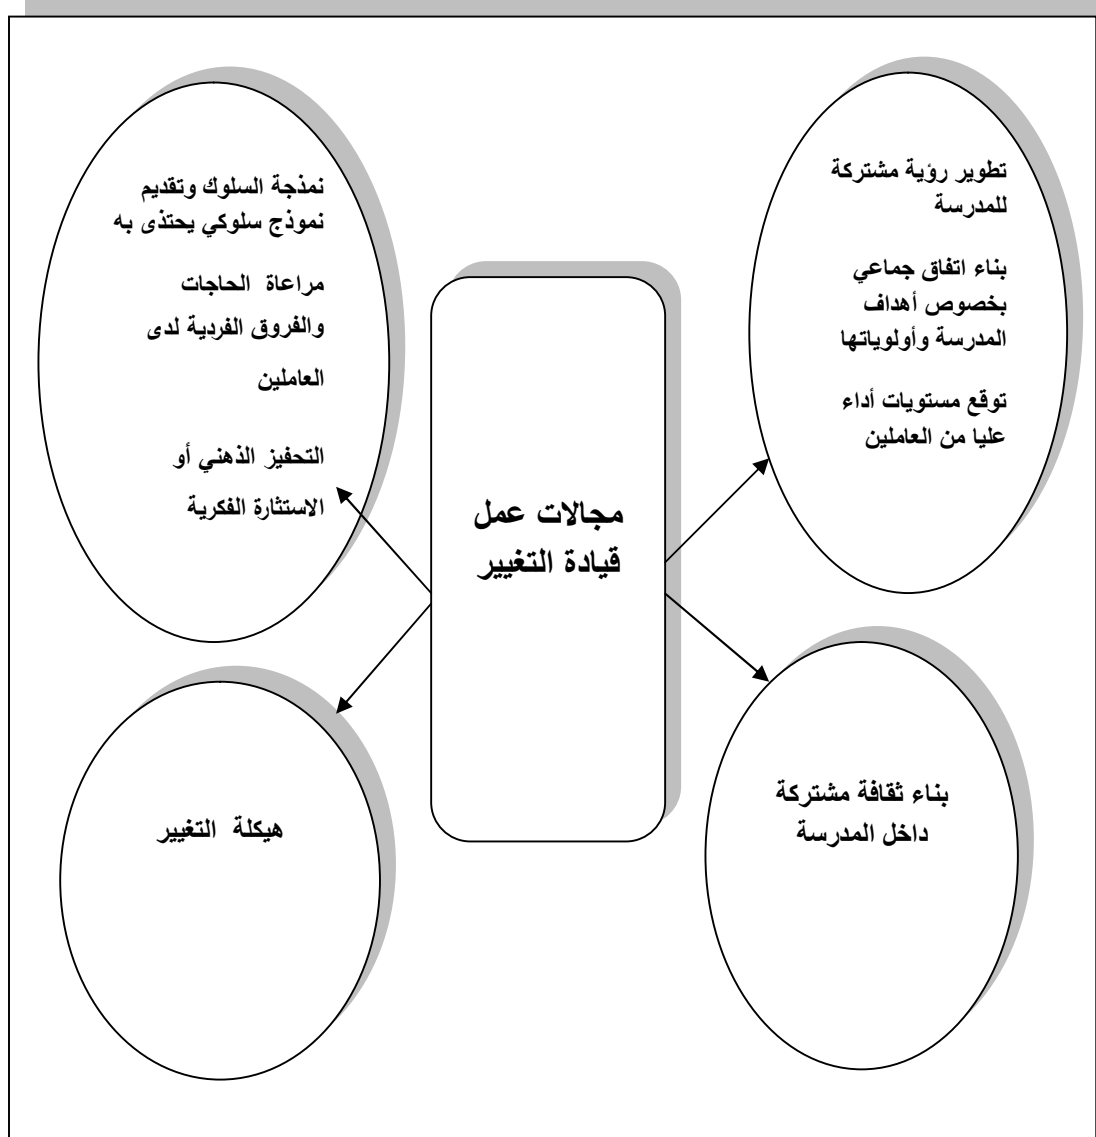 تطوير رؤية مشتركة
للمدرسة
بناء اتفاق جماعي
بخصوص أهداف
المدرسة وأولوياتها
توقع مستويات أداء
عليا من العاملين
نمذجة السلوك وتقديم
نموذج سلوكي يحتذى به
مراعاة الحاجات
والفروق الفردية لدى
العاملين
التحفيز الذهني أو
الاستثارة الفكرية
مجالات عمل
قيادة التغيير
بناء ثقافة مشتركة
داخل المدرسة
هيكلة التغيير